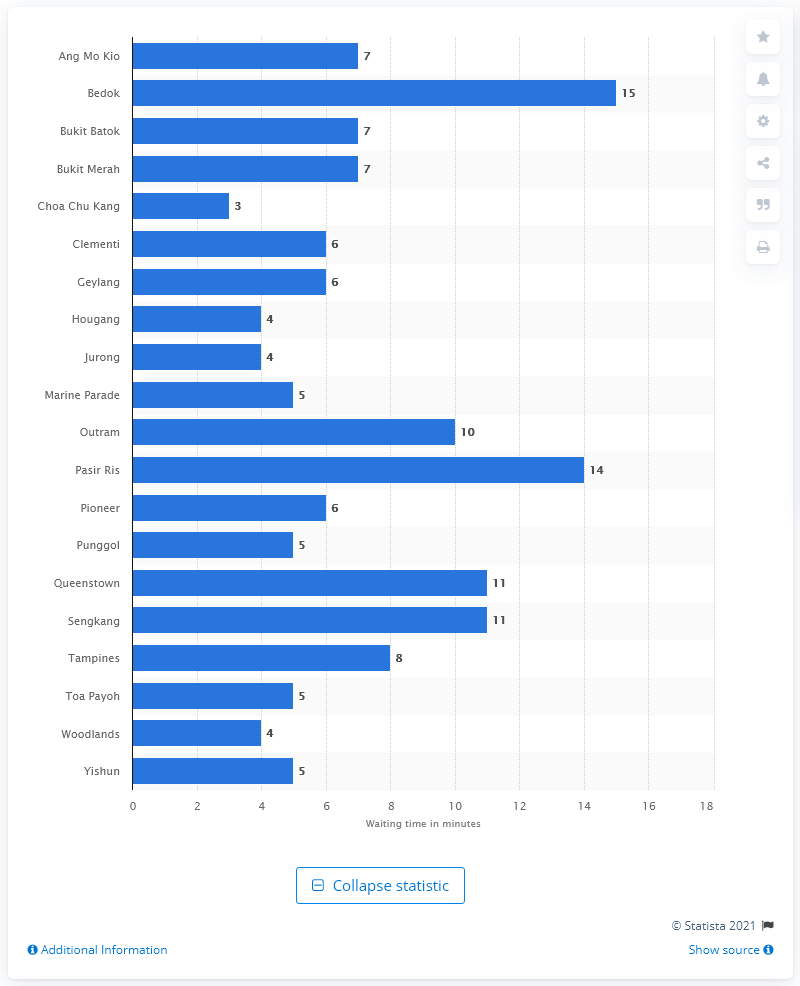 Ang Mo Kio 7
Bedok 15
Bukit Batok 7
Bukit Merah 7
Choa Chu Kang 3
Clementi 6
Geylang 6
Hougang 4
Jurong 4
Marine Parade 5
Outram 10
Pasir Ris 14
Pioneer 6
Punggol 5
Queenstown 11
Sengkang 11
Tampines 8
Toa Payoh 5
Woodlands 4
Yishun 5
0 2 4 6 8 10 12 14 16 18
Waiting time in minutes
Collapse statistic
© Statista 2021
Additional Information
Show source